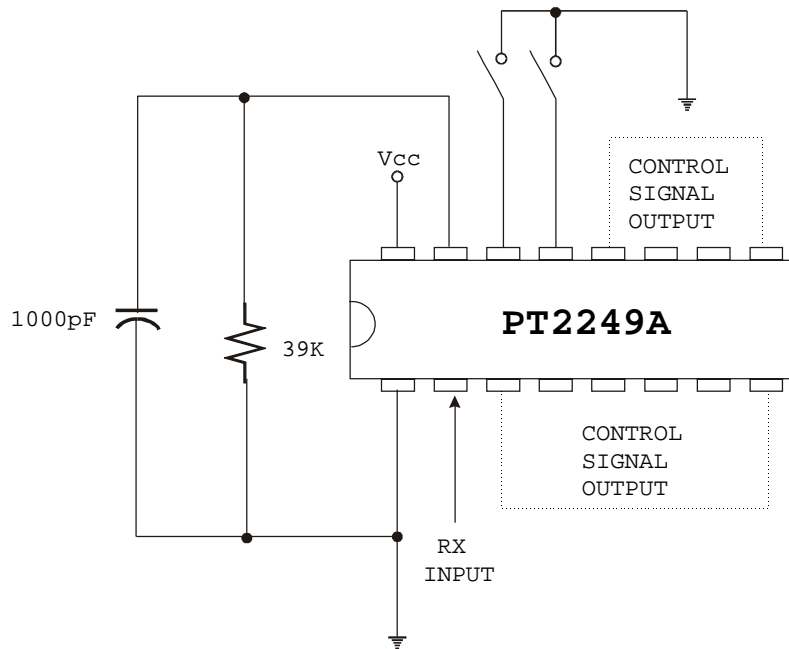 Vcc
CONTROL
SIGNAL
OUTPUT
1000pF
39K
PT2249A
CONTROL
SIGNAL
OUTPUT
RX
INPUT